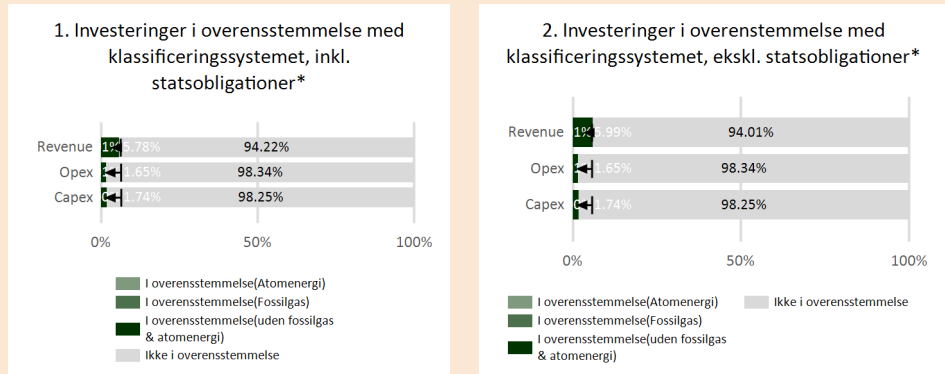 1. Investeringer i overensstemmelse med
klassificeringssystemet, inkl.
statsobligationer*
Revenue 1% 5.78% 94.22%
Opex 1.65% 98.34%
Capex 1.74% 98.25%
0% 50% 100%
I overensstemmelse(Atomenergi)
I overensstemmelse(Fossilgas)
I overensstemmelse(uden fossilgas
& atomenergi)
Ikke i overensstemmelse
2. Investeringer i overenstemmelse med
klassificeringssystemet, ekskl. statsobligationer*
Revenue 1% 5.99% 94.01%
Opex 1.65% 98.34%
Capex 1.74% 98.25%
0% 50% 100%
I overensstemmelse(Atomenergi)
Ikke i overensstemmelse
I overensstemmelse(Fossilgas)
I overensstemmelse(uden fossilgas
& atomenergi)